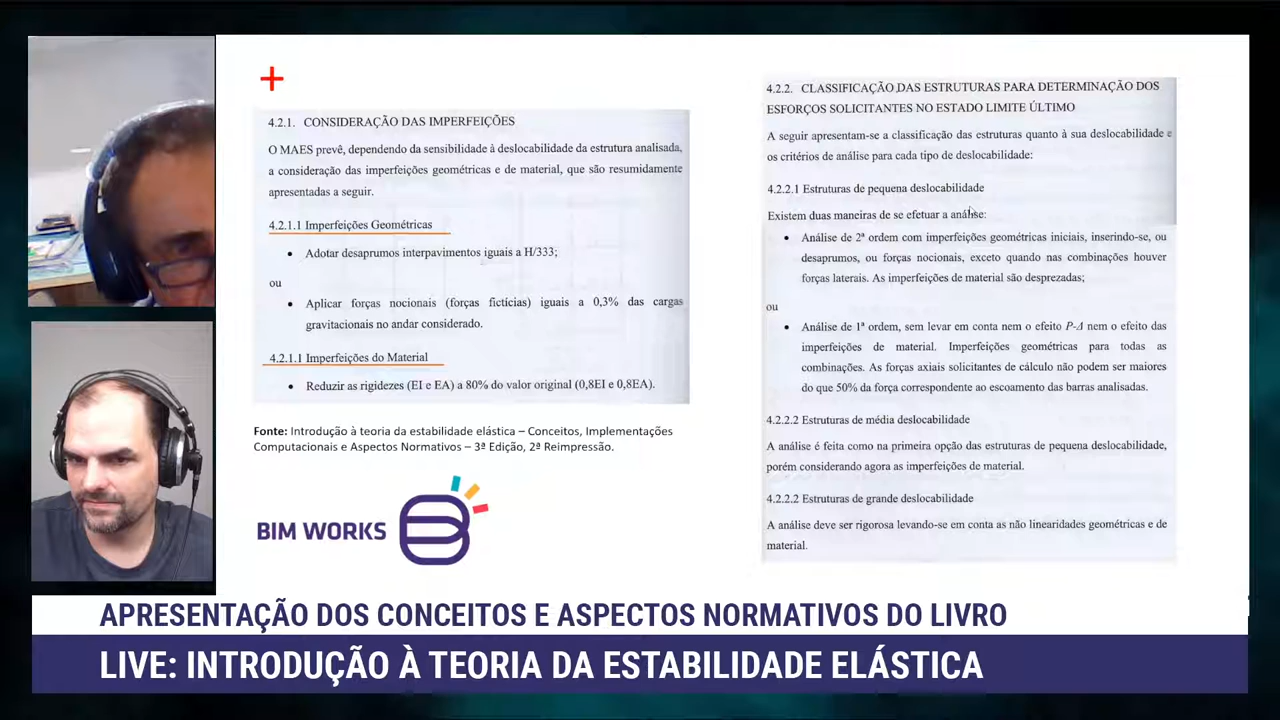 4.2.1. CONSIDERAÇÃO DAS IMPERFEIÇÕES
O MAES prevê, dependendo da sensibilidade à deslocabilidade da estrutura analisada,
a consideração das imperfeições geométricas e de material, que são resumidamente
apresentadas a seguir.
4.2.1.1 Imperfeições Geométricas
• Adotar desaprumos interpavimentos iguais a H/333;
ou
• Aplicar forças nocionais (forças fictícias) iguais a 0,3% das cargas
gravitacionais no andar considerado.
4.2.1.1 Imperfeições do Material
• Reduzir as rigidezes (EI e EA) a 80% do valor original (0,8EI e 0,8EA).
Fonte: Introdução à teoria da estabilidade elástica – Conceitos, Implementações
Computacionais e Aspectos Normativos – 3ª Edição, 2ª Reimpressão.
BIM WORKS
4.2.2. CLASSIFICAÇÃO DAS ESTRUTURAS PARA DETERMINAÇÃO DOS
ESFORÇOS SOLICITANTES NO ESTADO LIMITE ÚLTIMO
A seguir apresentam-se a classificação das estruturas quanto à sua deslocabilidade e
os critérios de análise para cada tipo de deslocabilidade:
4.2.2.1 Estruturas de pequena deslocabilidade
Existem duas maneiras de se efetuar a análise:
• Análise de 2ª ordem com imperfeições geométricas iniciais, inserindo-se, ou
desaprumos, ou forças nocionais, exceto quando nas combinações houver
forças laterais. As imperfeições de material são desprezadas;
ou
• Análise de 1ª ordem, sem levar em conta nem o efeito P-Δ nem o efeito das
imperfeições de material. Imperfeições geométricas para todas as
combinações. As forças axiais solicitantes de cálculo não podem ser maiores
do que 50% da força correspondente ao escoamento das barras analisadas.
4.2.2.2 Estruturas de média deslocabilidade
A análise é feita como na primeira opção das estruturas de pequena deslocabilidade,
porém considerando agora as imperfeições de material.
4.2.2.2 Estruturas de grande deslocabilidade
A análise deve ser rigorosa levando-se em conta as não linearidades geométricas e de
material.
APRESENTAÇÃO DOS CONCEITOS E ASPECTOS NORMATIVOS DO LIVRO
LIVE: INTRODUÇÃO À TEORIA DA ESTABILIDADE ELÁSTICA